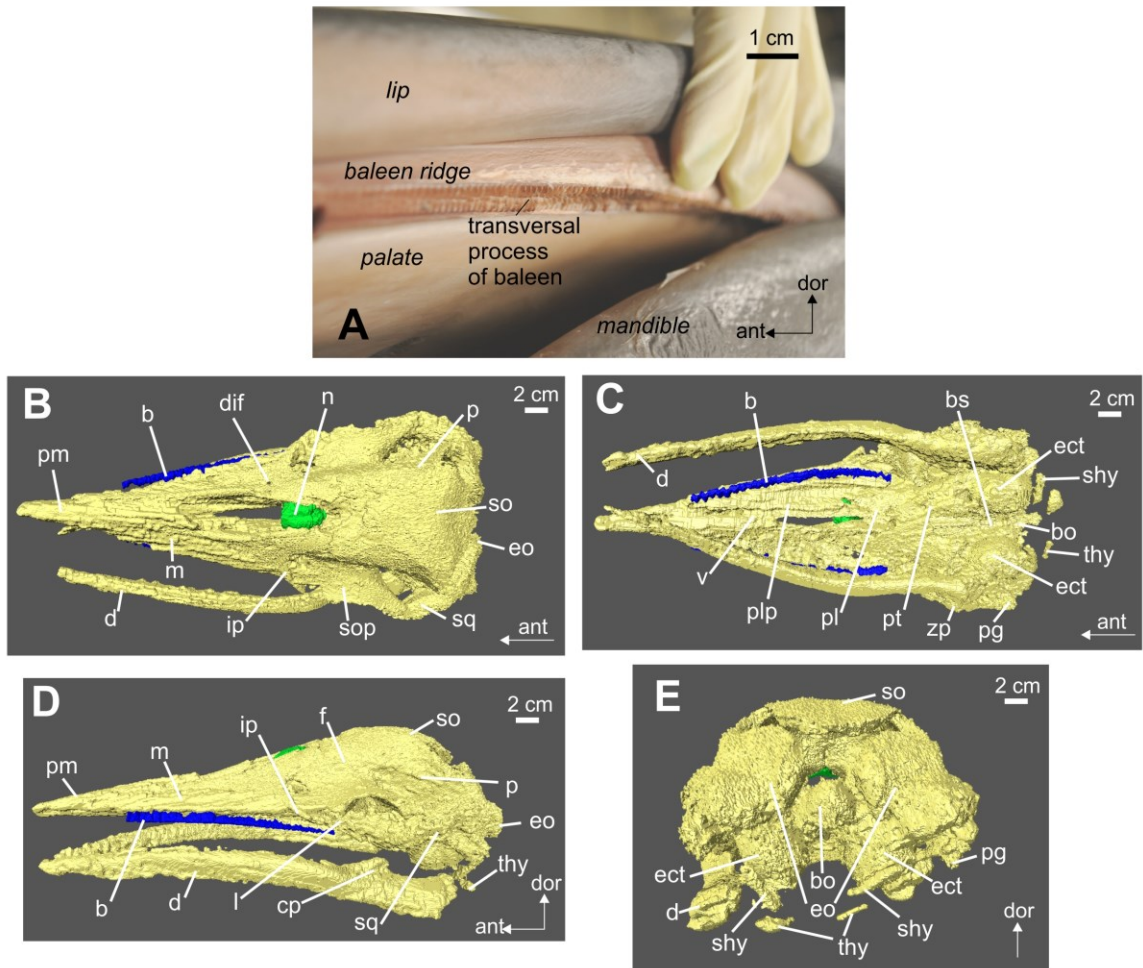 1 cm
lip
baleen ridge
transversal
process
of baleen
palate
mandible
dor
ant
A
B
2 cm
b
dif
n
p
pm
so
eo
m
d
ip
sop
sq
ant
C
2 cm
b
bs
ect
shy
d
bo
thy
v
ect
plp
pl
pt
zp
pg
ant
D
2 cm
so
f
ip
m
pm
p
eo
thy
b
d
l
cp
sq
dor
ant
E
so
2 cm
ect
bo
pg
ect
d
eo
shy
shy
thy
dor